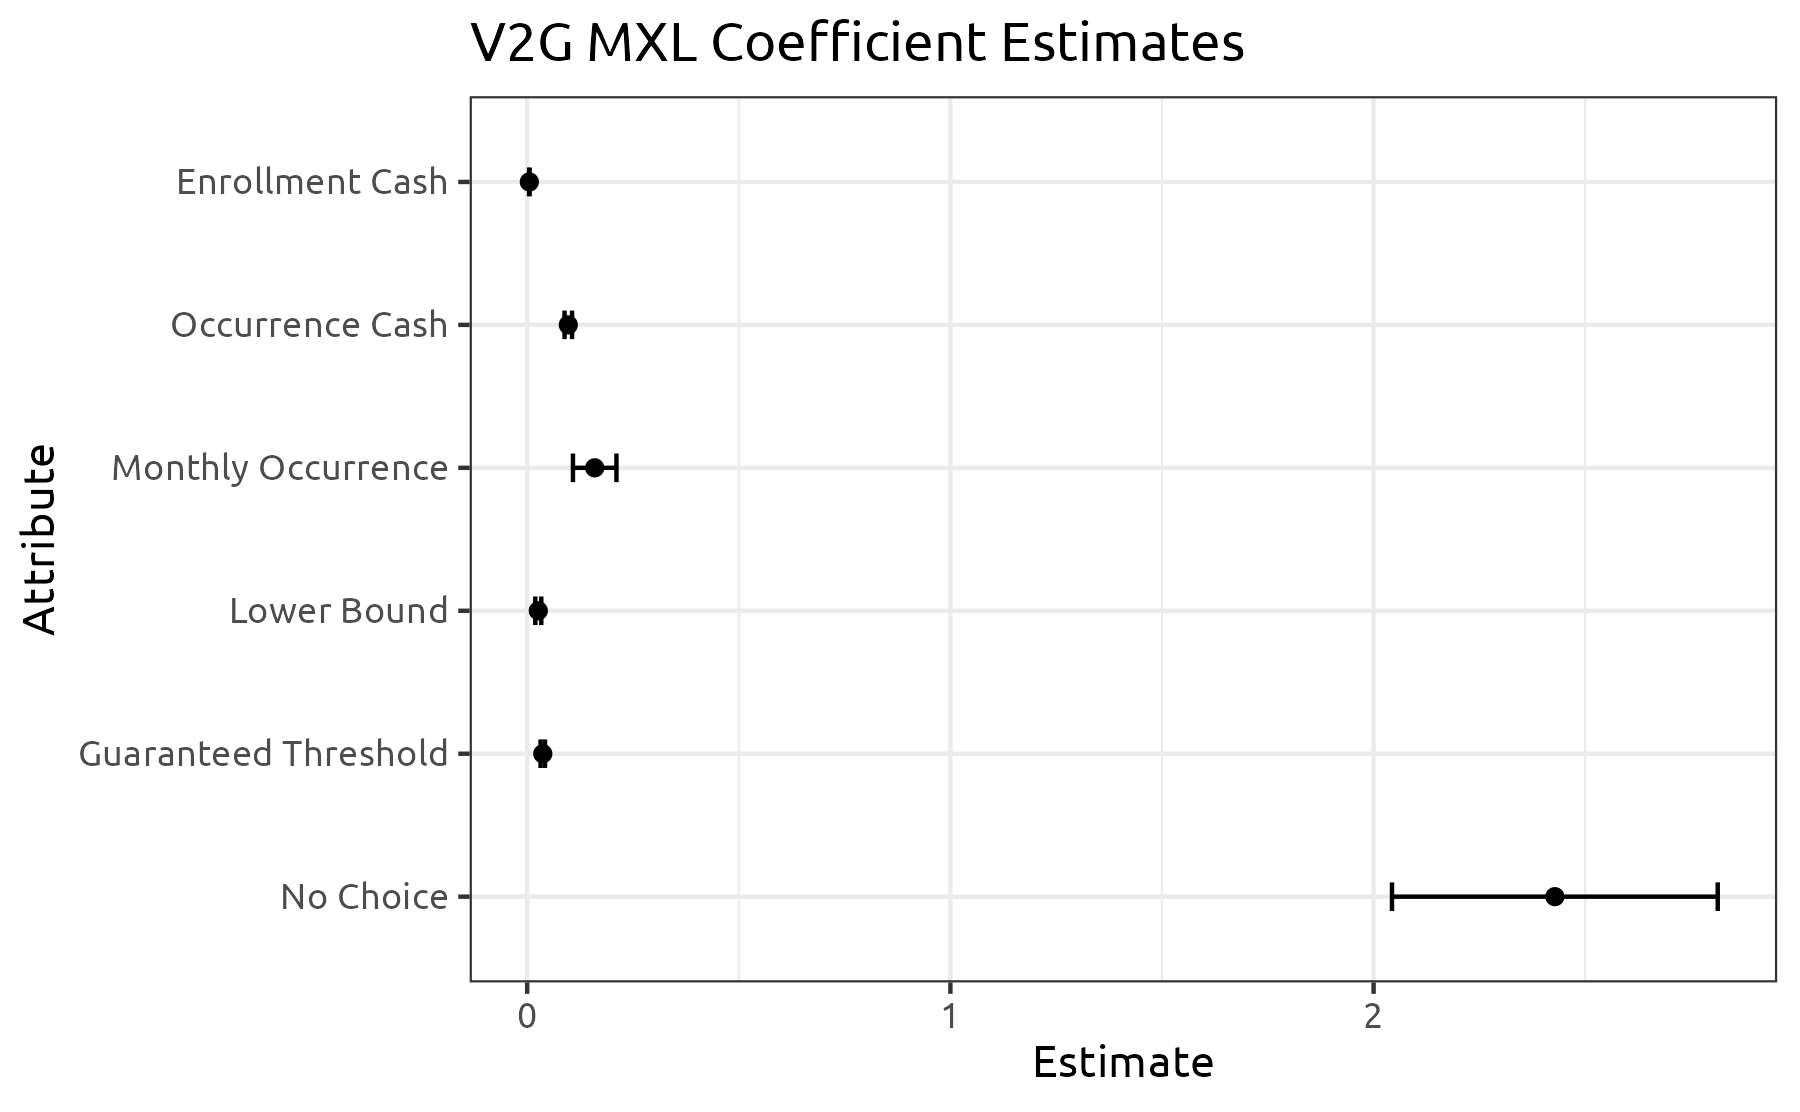 V2G MXL Coefficient Estimates
Enrollment Cash
Occurrence Cash
Monthly Occurrence
Lower Bound
Guaranteed Threshold
No Choice
Attribute
0 1 2
Estimate